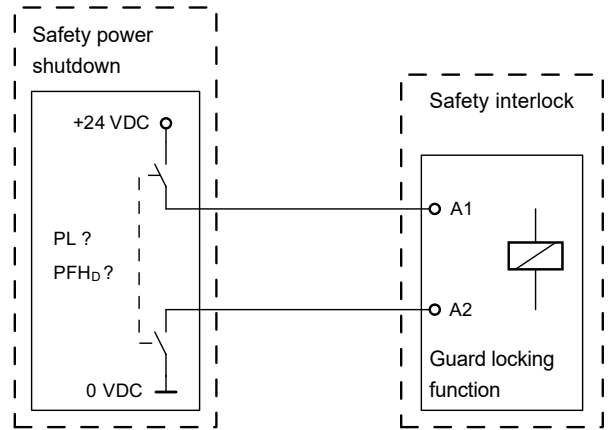 Safety power
shutdown
+24 VDC
PL ?
PFHD ?
0 VDC
Safety interlock
A1
A2
Guard locking
function